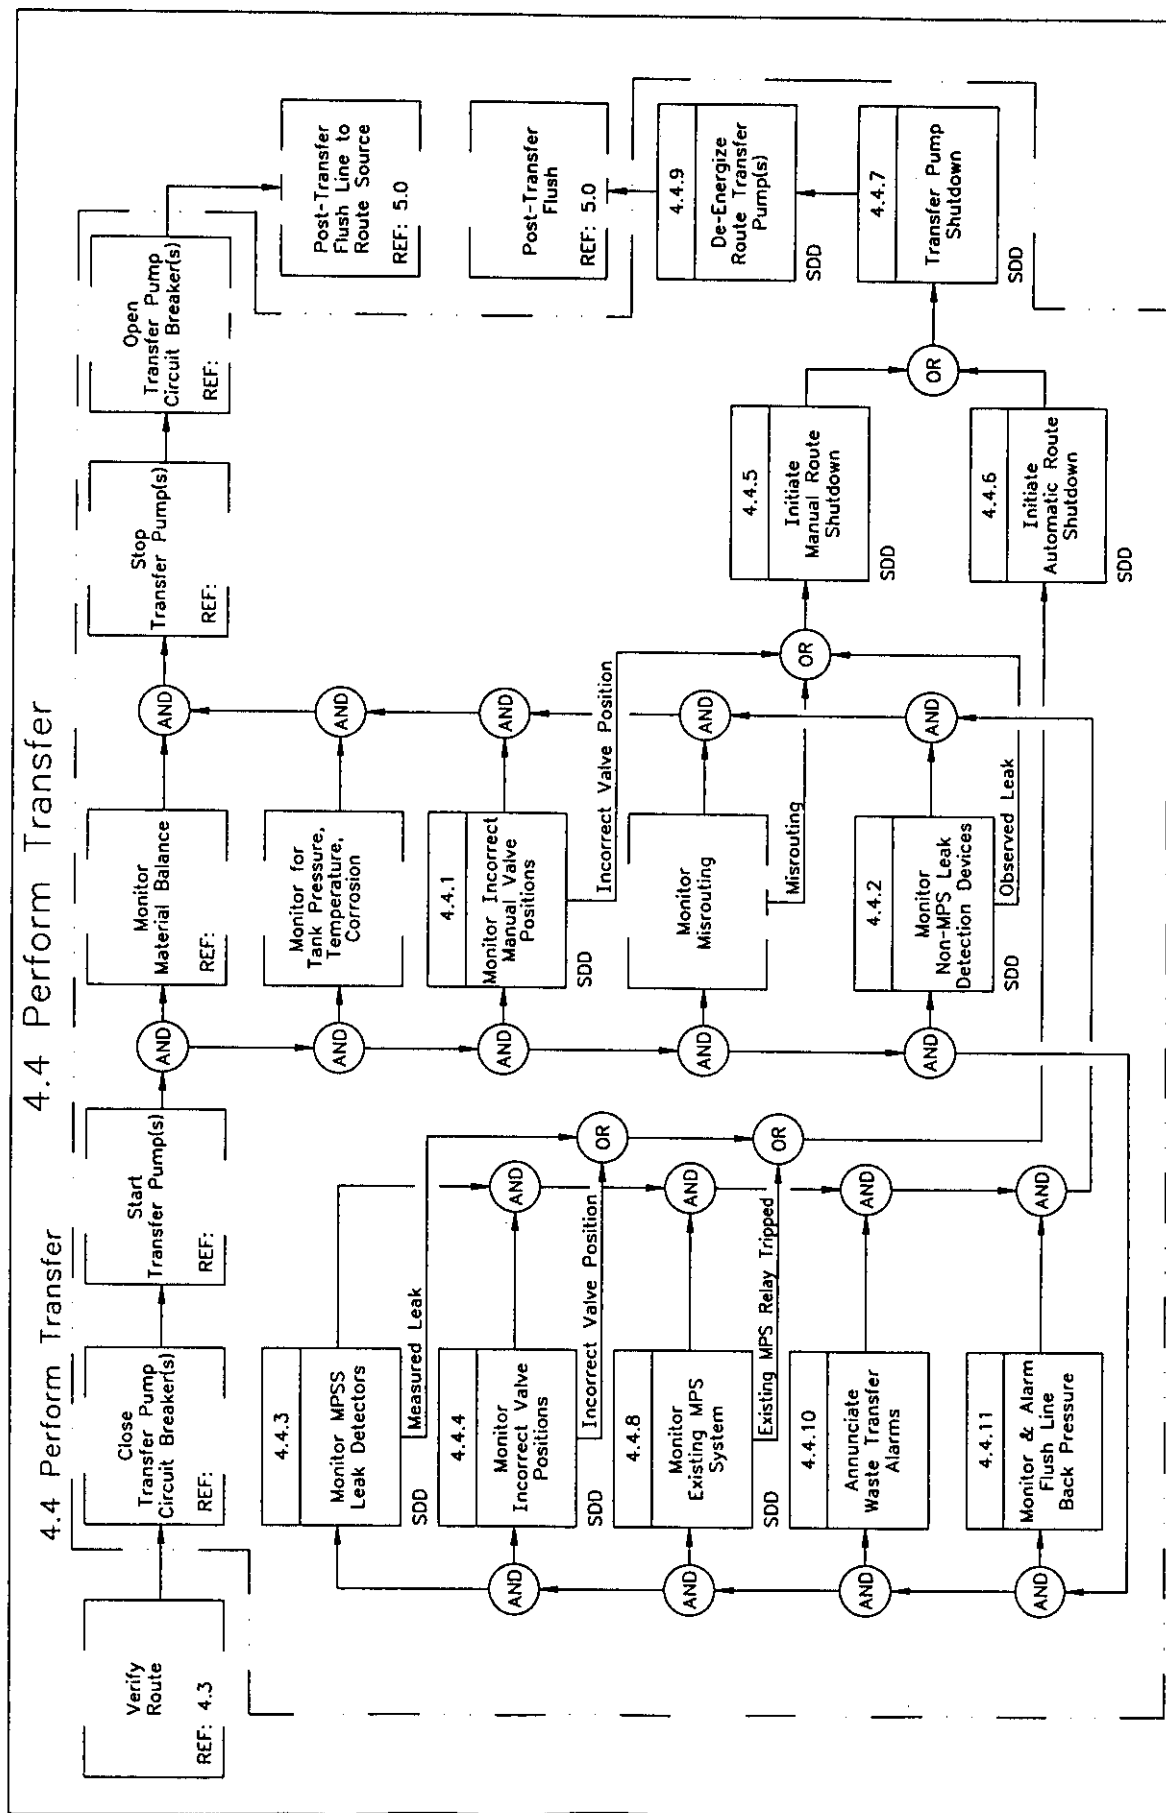 4.4 Perform Transfer
4.4 Perform Transfer
Verify
Route
REF: 4.3
Close
Transfer Pump
Circuit Breaker(s)
REF:
Start
Transfer Pump(s)
REF:
AND
Monitor
Material Balance
REF:
AND
Stop
Transfer Pump(s)
REF:
Open
Transfer Pump
Circuit Breaker(s)
REF:
Post-Transfer
Flush Line to
Route Source
REF: 5.0
AND
Monitor for
Tank Pressure,
Temperature,
Corrosion
AND
AND
4.4.1
Monitor Incorrect
Manual Valve
Positions
SDD
AND
Incorrect Valve Position
AND
Monitor
Misrouting
AND
Misrouting
AND
4.4.2
Monitor
Non-MPS Leak
Detection Devices
SDD
AND
Observed Leak
OR
4.4.3
Monitor MPSS
Leak Detectors
SDD
Measured Leak
AND
4.4.4
Monitor
Incorrect Valve
Positions
SDD
AND
Incorrect Valve Position
OR
AND
4.4.8
Monitor
Existing MPS
System
SDD
AND
Existing MPS Relay Tripped
OR
AND
4.4.10
Annunciate
Waste Transfer
Alarms
AND
AND
4.4.11
Monitor & Alarm
Flush Line
Back Pressure
AND
4.4.5
Initiate
Manual Route
Shutdown
SDD
4.4.6
Initiate
Automatic Route
Shutdown
SDD
OR
4.4.7
Transfer Pump
Shutdown
SDD
4.4.9
De-Energize
Route Transfer
Pump(s)
SDD
Post-Transfer
Flush
REF: 5.0